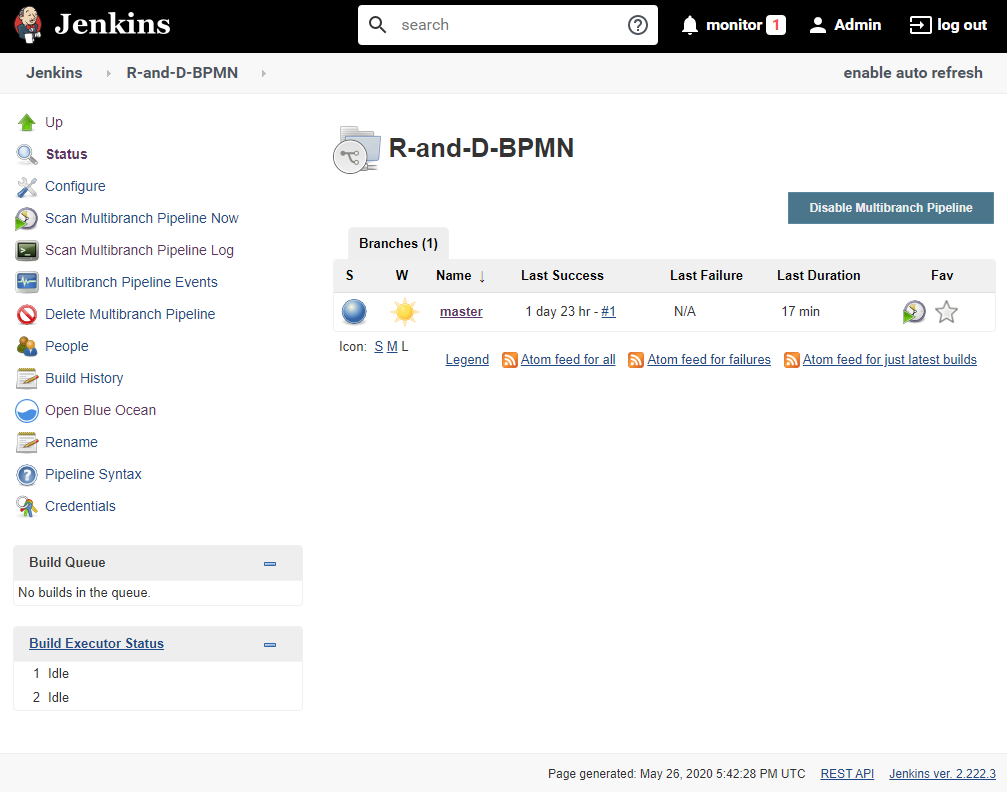 Jenkins
search
monitor 1
Admin
log out
Jenkins
R-and-D-BPMN
enable auto refresh
Up
Status
Configure
Scan Multibranch Pipeline Now
Scan Multibranch Pipeline Log
Multibranch Pipeline Events
Delete Multibranch Pipeline
People
Build History
Open Blue Ocean
Rename
Pipeline Syntax
Credentials
Build Queue
No builds in the queue.
Build Executor Status
1 Idle
2 Idle
R-and-D-BPMN
Disable Multibranch Pipeline
Branches (1)
S W Name ↓ Last Success Last Failure Last Duration Fav
master 1 day 23 hr - #1 N/A 17 min
Icon: S M L
Legend Atom feed for all Atom feed for failures Atom feed for just latest builds
Page generated: May 26, 2020 5:42:28 PM UTC REST API Jenkins ver. 2.222.3